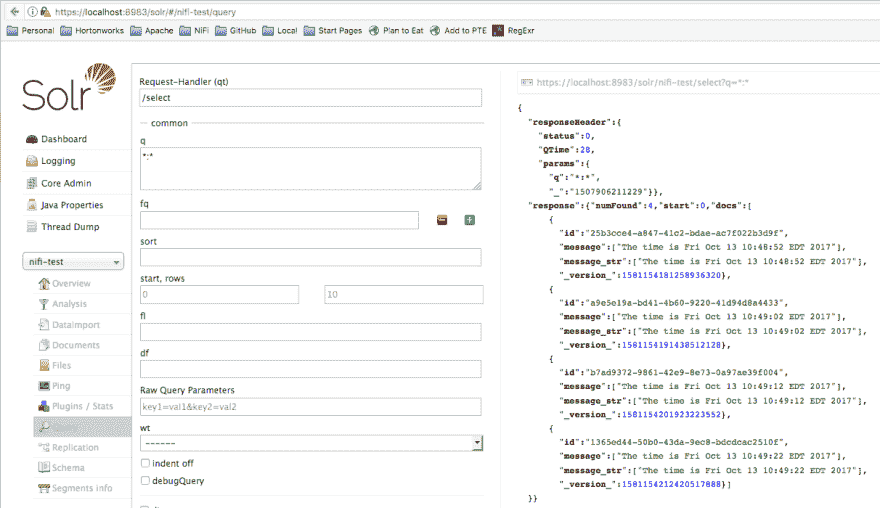 https://localhost:8983/solr/#/nifi-test/query
Personal Hortonworks Apache NiFi GitHub Local Start Pages Plan to Eat Add to PTE RegExr
Solr
Dashboard
Logging
Core Admin
Java Properties
Thread Dump
nifi-test
Overview
Analysis
Dataimport
Documents
Files
Ping
Plugins / Stats
Query
Replication
Schema
Segments info
Request-Handler (qt)
/select
common
q
*:*
fq
sort
start, rows
0 10
fl
df
Raw Query Parameters
key1=val1&key2=val2
wt
------
indent off
debugQuery
https://localhost:8983/solr/nifi-test/select?q=*:*
{
"responseHeader":{
"status":0,
"QTime":28,
"params":{
"q":"*:*",
"_":"1507906211229"}},
"response":{"numFound":4,"start":0,"docs":[
{
"id":"25b3cce4-a847-41c2-bdae-ac7f022b3d9f",
"message":["The time is Fri Oct 13 10:48:52 EDT 2017"],
"message_str":["The time is Fri Oct 13 10:48:52 EDT 2017"],
"_version_":1581154181258936320},
{
"id":"a9e5e19a-bd41-4b60-9220-41d94d8a4433",
"message":["The time is Fri Oct 13 10:49:02 EDT 2017"],
"message_str":["The time is Fri Oct 13 10:49:02 EDT 2017"],
"_version_":1581154191438512128},
{
"id":"b7ad9372-9861-42e9-8e73-0a97ae39f004",
"message":["The time is Fri Oct 13 10:49:12 EDT 2017"],
"message_str":["The time is Fri Oct 13 10:49:12 EDT 2017"],
"_version_":1581154201923223552},
{
"id":"1365ed44-50b0-43da-9ec8-bdcdcac2510f",
"message":["The time is Fri Oct 13 10:49:22 EDT 2017"],
"message_str":["The time is Fri Oct 13 10:49:22 EDT 2017"],
"_version_":1581154212420517888}]
}}